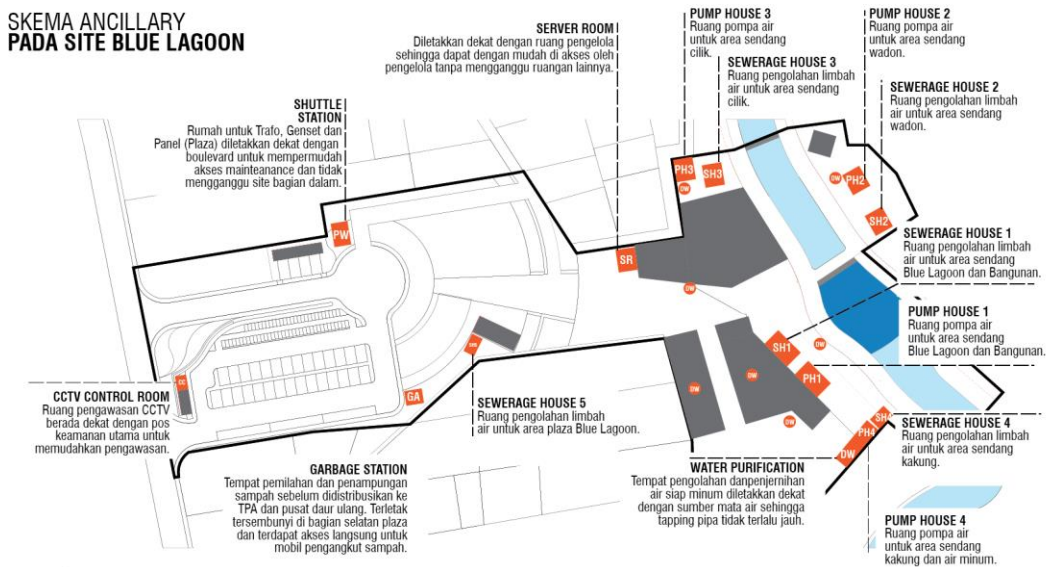 SKEMA ANCILLARY
PADA SITE BLUE LAGOON
SERVER ROOM
Diletakkan dekat dengan ruang pengelola
sehingga dapat dengan mudah di akses oleh
pengelola tanpa mengganggu ruangan lainnya.
PUMP HOUSE 3
Ruang pompa air
untuk area sendang
cilik.
PUMP HOUSE 2
Ruang pompa air
untuk area sendang
wadon.
SEWERAGE HOUSE 3
Ruang pengolahan limbah
air untuk area sendang
cilik.
SEWERAGE HOUSE 2
Ruang pengolahan limbah
air untuk area sendang
wadon.
SHUTTLE
STATION
Rumah untuk Trafo, Genset dan
Panel (Plaza) diletakkan dekat dengan
boulevard untuk mempermudah
akses mainteanance dan tidak
mengganggu site bagian dalam.
PH3
SH3
DW
DW
PH2
SH2
PW
SR
DW
SEWERAGE HOUSE 1
Ruang pengolahan limbah
air untuk area sendang
Blue Lagoon dan Bangunan.
PUMP HOUSE 1
Ruang pompa air
untuk area sendang
Blue Lagoon dan Bangunan.
SH1
DW
PH1
DW
DW
DW
CC
GA
SH4
PH4
DW
CCTV CONTROL ROOM
Ruang pengawasan CCTV
berada dekat dengan pos
keamanan utama untuk
memudahkan pengawasan.
SEWERAGE HOUSE 5
Ruang pengolahan limbah
air untuk area plaza Blue Lagoon.
SEWERAGE HOUSE 4
Ruang pengolahan limbah
air untuk area sendang
kakung.
GARBAGE STATION
Tempat pemilahan dan penampungan
sampah sebelum didistribusikan ke
TPA dan pusat daur ulang. Terletak
tersembunyi di bagian selatan plaza
dan terdapat akses langsung untuk
mobil pengangkut sampah.
WATER PURIFICATION
Tempat pengolahan danpenjernihan
air siap minum diletakkan dekat
dengan sumber mata air sehingga
tapping pipa tidak terlalu jauh.
PUMP HOUSE 4
Ruang pompa air
untuk area sendang
kakung dan air minum.